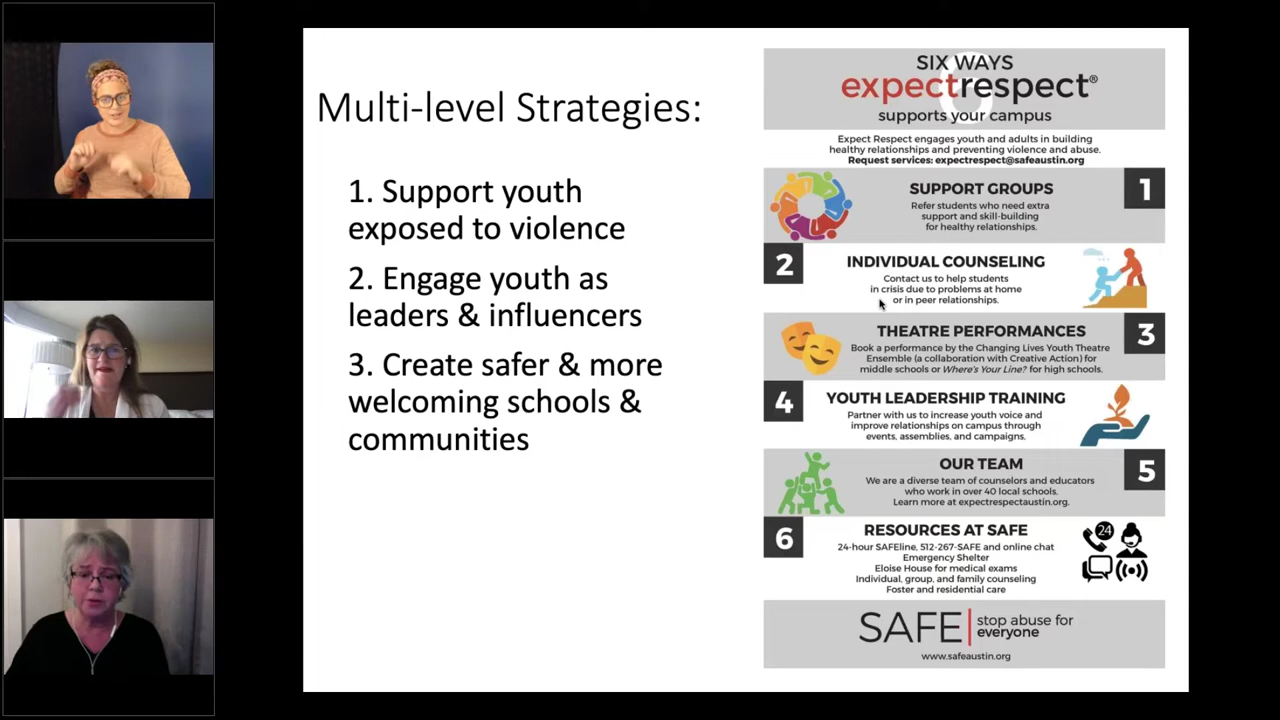 Multi-level Strategies:
1. Support youth
exposed to violence
2. Engage youth as
leaders & influencers
3. Create safer & more
welcoming schools &
communities
SIX WAYS
6
expectrespect®
supports your campus
Expect Respect engages youth and adults in building
healthy relationships and preventing violence and abuse.
Request services: expectrespect@safeaustin.org
SUPPORT GROUPS
1
Refer students who need extra
support and skill-building
for healthy relationships.
2
INDIVIDUAL COUNSELING
Contact us to help students
in crisis due to problems at home
or in peer relationships.
THEATRE PERFORMANCES
3
Book a performance by the Changing Lives Youth Theatre
Ensemble (a collaboration with Creative Action) for
middle schools or Where's Your Line? for high schools.
4
YOUTH LEADERSHIP TRAINING
Partner with us to increase youth voice and
improve relationships on campus through
events, assemblies, and campaigns.
OUR TEAM
5
We are a diverse team of counselors and educators
who work in over 40 local schools.
Learn more at expectrespectaustin.org.
6
RESOURCES AT SAFE
24
24-hour SAFEline, 512-267-SAFE and online chat
Emergency Shelter
Eloise House for medical exams
Individual, group, and family counseling
Foster and residential care
SAFE | stop abuse for
everyone
www.safeaustin.org